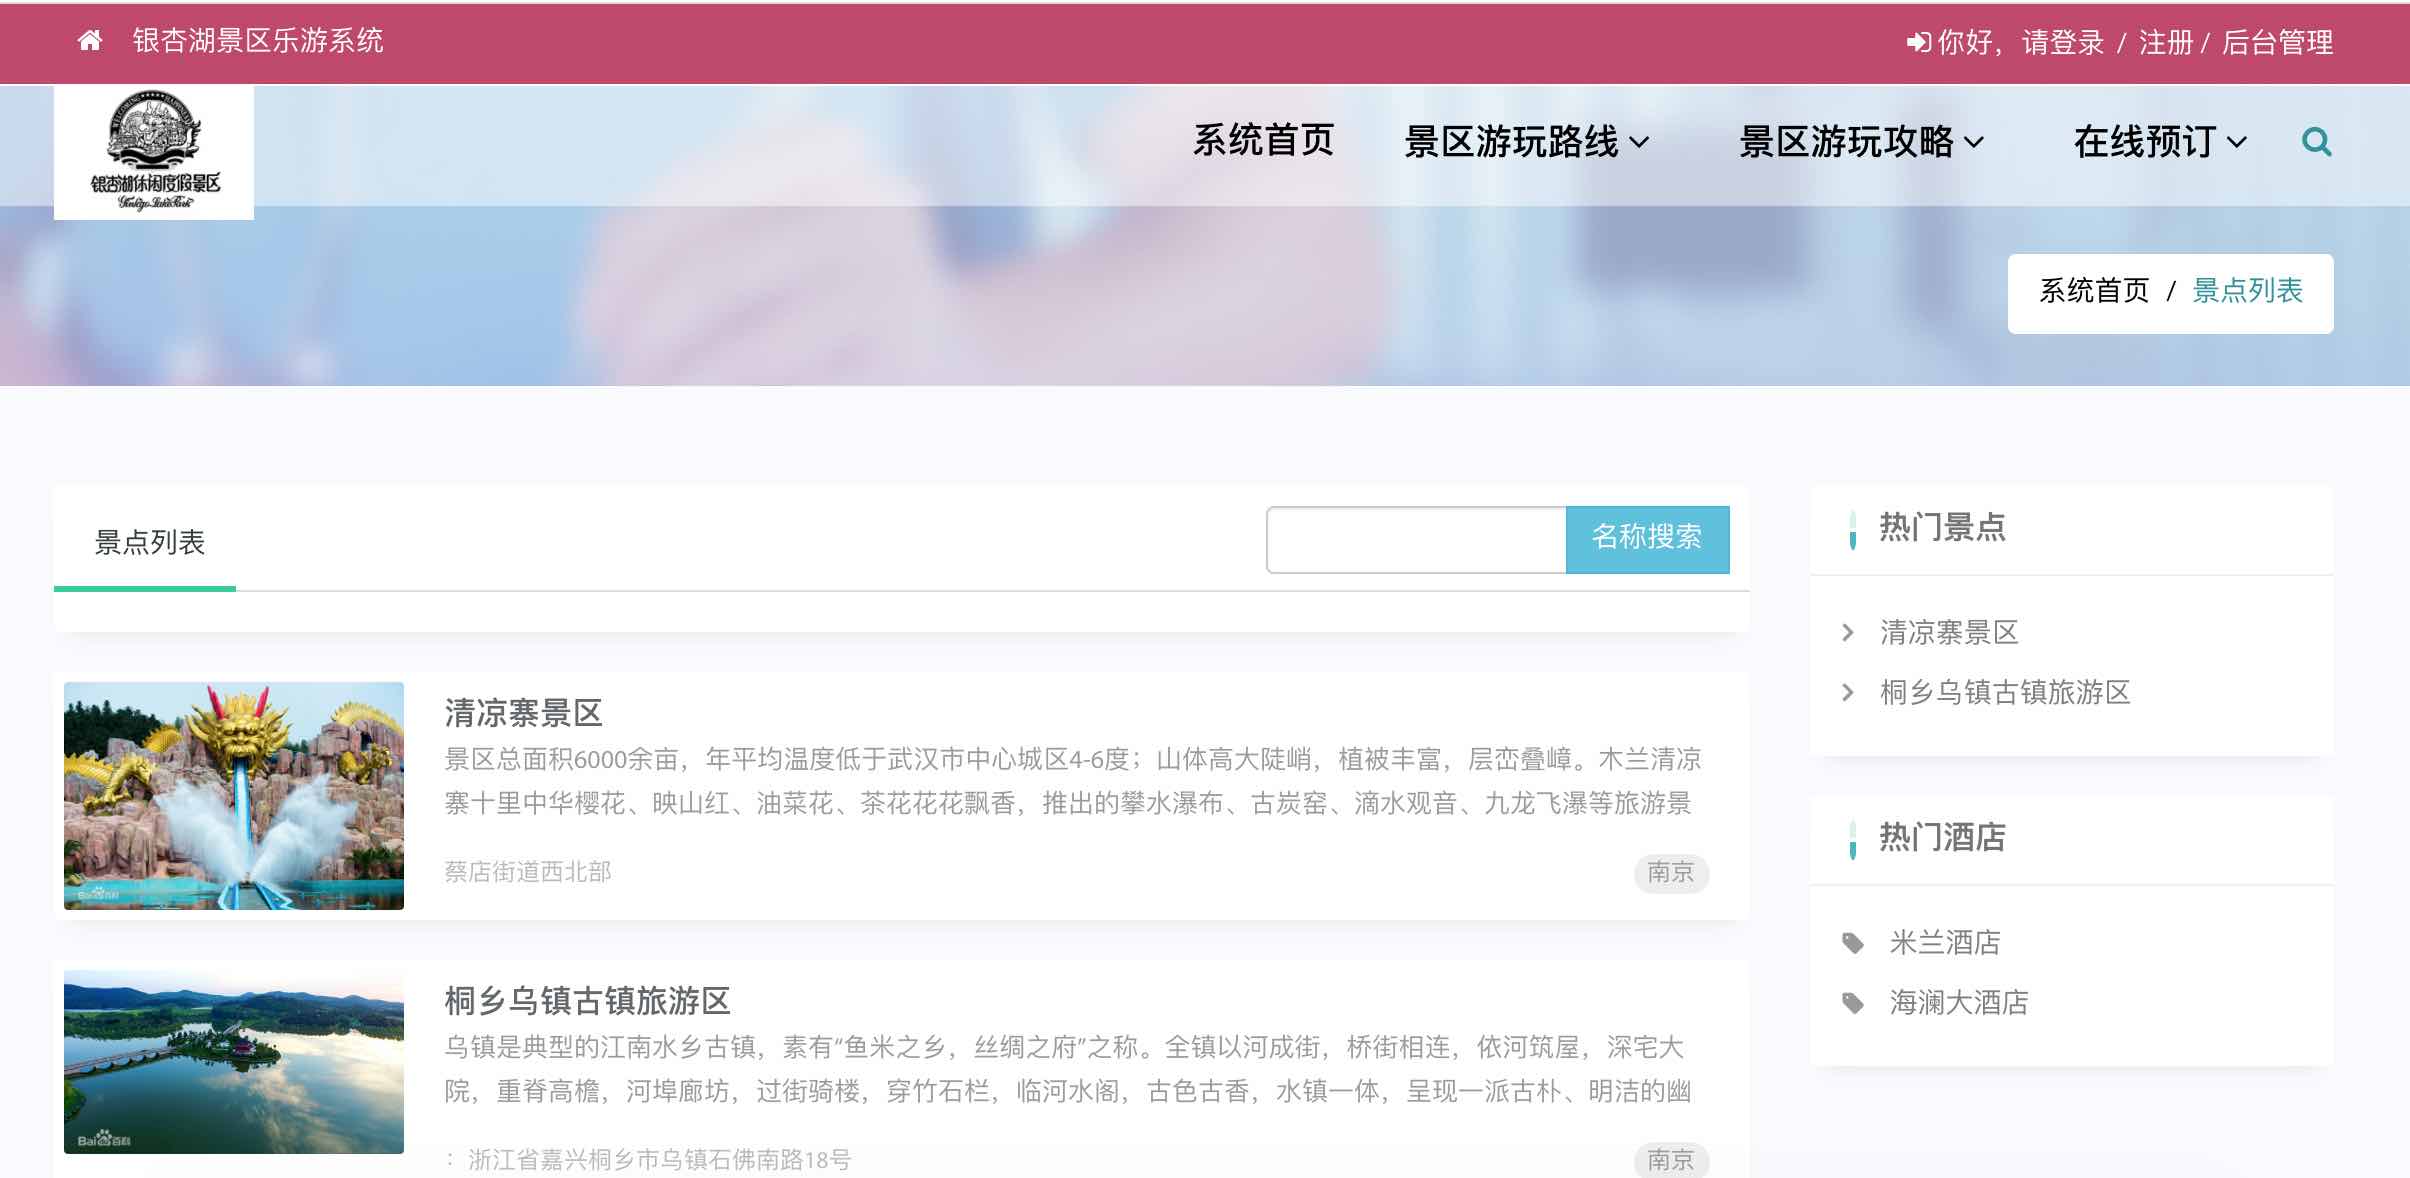 银杏湖景区乐游系统
你好，请登录 / 注册 / 后台管理
银杏湖休闲度假景区
系统首页 景区游玩路线 景区游玩攻略 在线预订
系统首页 / 景点列表
景点列表
名称搜索
清凉寨景区
景区总面积6000余亩，年平均温度低于武汉市中心城区4-6度；山体高大陡峭，植被丰富，层峦叠嶂。木兰清凉
寨十里中华樱花、映山红、油菜花、茶花花花飘香，推出的攀水瀑布、古炭窑、滴水观音、九龙飞瀑等旅游景
蔡店街道西北部
南京
Bai百科
桐乡乌镇古镇旅游区
乌镇是典型的江南水乡古镇，素有“鱼米之乡，丝绸之府”之称。全镇以河成街，桥街相连，依河筑屋，深宅大
院，重脊高檐，河埠廊坊，过街骑楼，穿竹石栏，临河水阁，古色古香，水镇一体，呈现一派古朴、明洁的幽
：浙江省嘉兴桐乡市乌镇石佛南路18号
南京
Bai百科
热门景点
清凉寨景区
桐乡乌镇古镇旅游区
热门酒店
米兰酒店
海澜大酒店